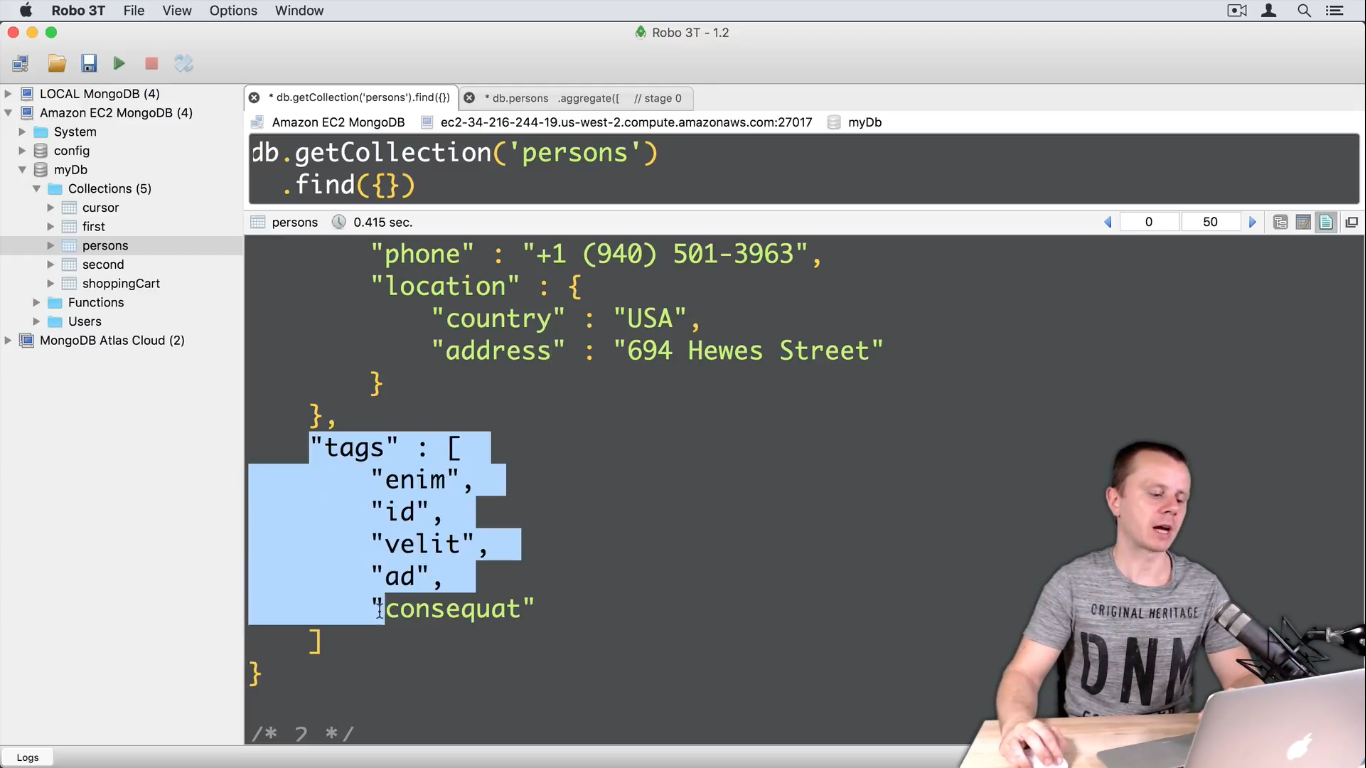 Robo 3T File View Options Window
Robo 3T - 1.2
LOCAL MongoDB (4)
Amazon EC2 MongoDB (4)
System
config
myDb
Collections (5)
cursor
first
persons
second
shoppingCart
Functions
Users
MongoDB Atlas Cloud (2)
* db.getCollection('persons').find({}) * db.persons .aggregate([ // stage 0
Amazon EC2 MongoDB ec2-34-216-244-19.us-west-2.compute.amazonaws.com:27017 myDb
db.getCollection('persons')
.find({})
persons 0.415 sec. 0 50
"phone" : "+1 (940) 501-3963",
"location" : {
"country" : "USA",
"address" : "694 Hewes Street"
}
},
"tags" : [
"enim",
"id",
"velit",
"ad",
"consequat"
]
}
/* 2 */
Logs
ORIGINAL HERITAGE
DNM